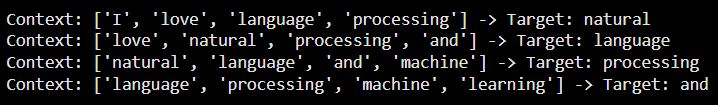 Context: ['I', 'love', 'language', 'processing'] -> Target: natural
Context: ['love', 'natural', 'processing', 'and'] -> Target: language
Context: ['natural', 'language', 'and', 'machine'] -> Target: processing
Context: ['language', 'processing', 'machine', 'learning'] -> Target: and